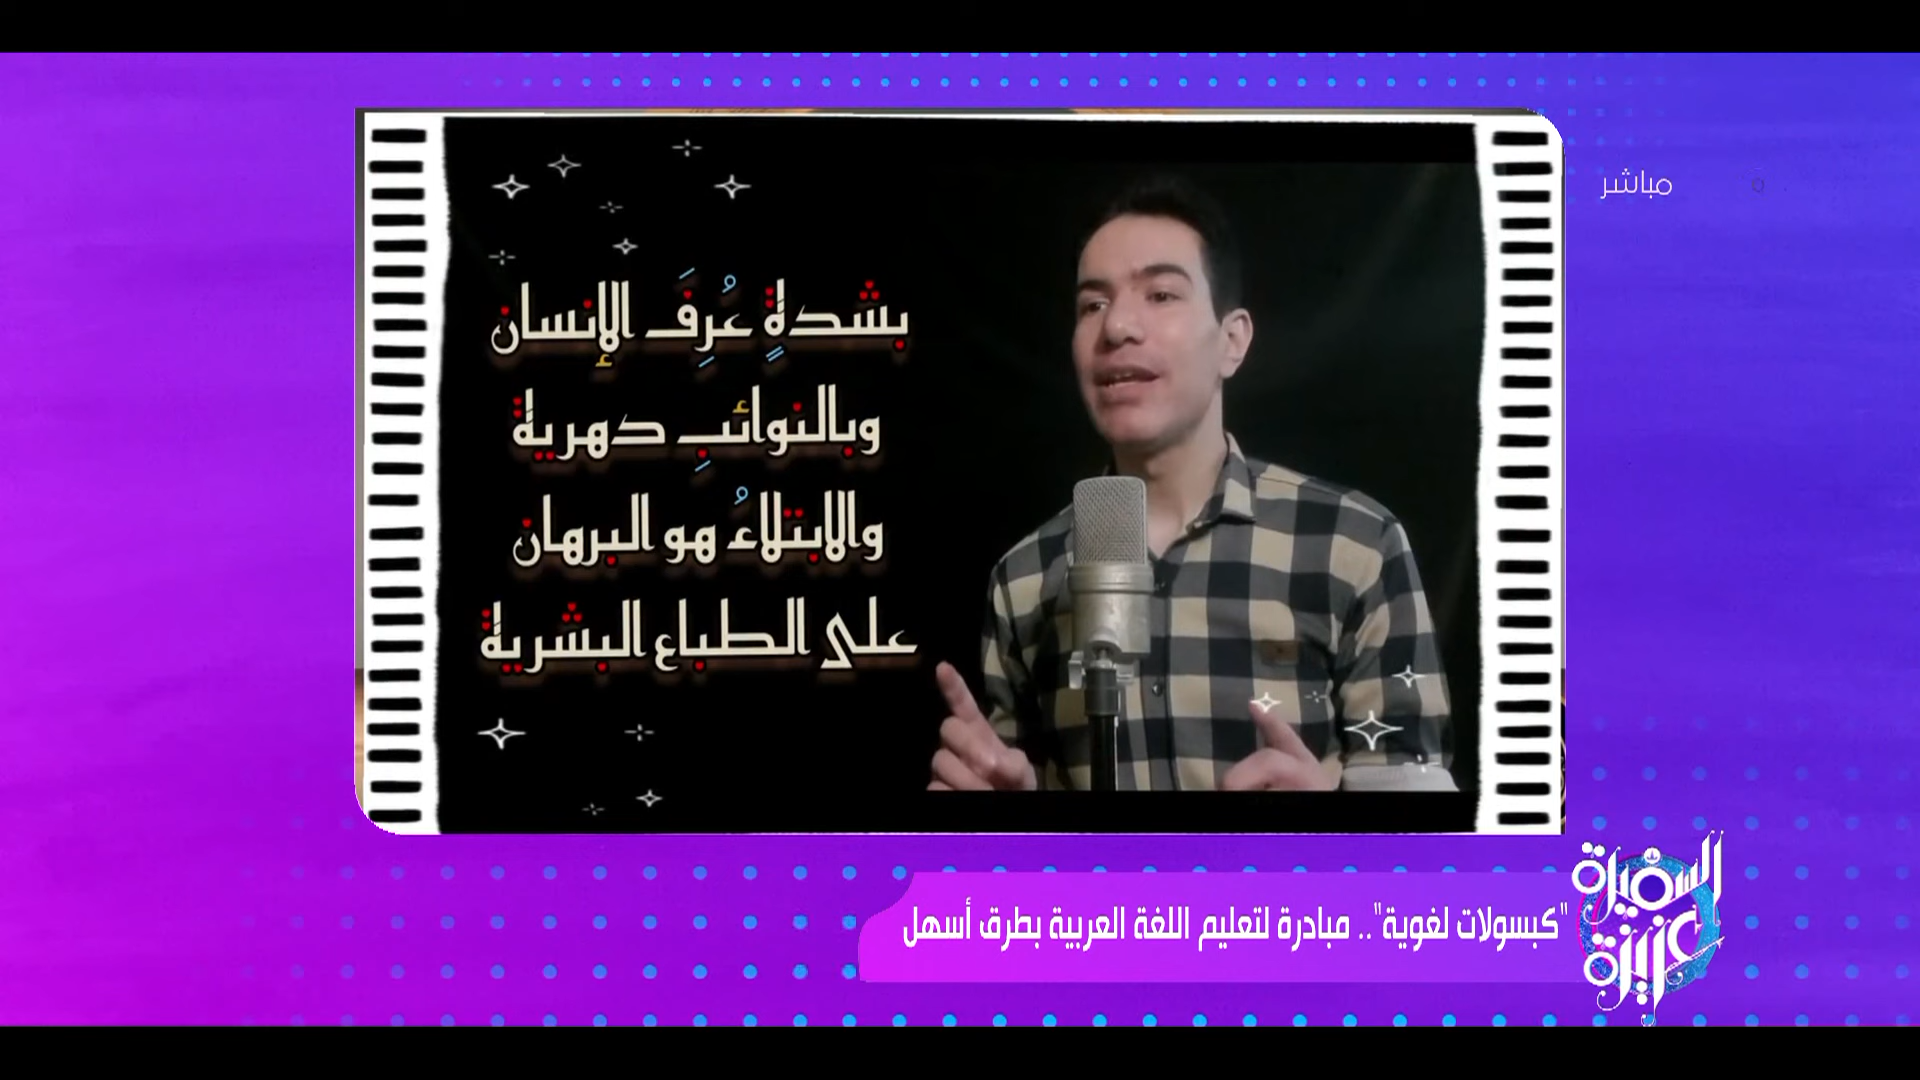 مباشر
بشدةٍ عُرِفَ الإنسان
وبالنوائبِ دهرية
والابتلاءُ هو البرهان
على الطباع البشرية
"كبسولات لغوية".. مبادرة لتعليم اللغة العربية بطرق أسهل
السفيرة
عزيزة